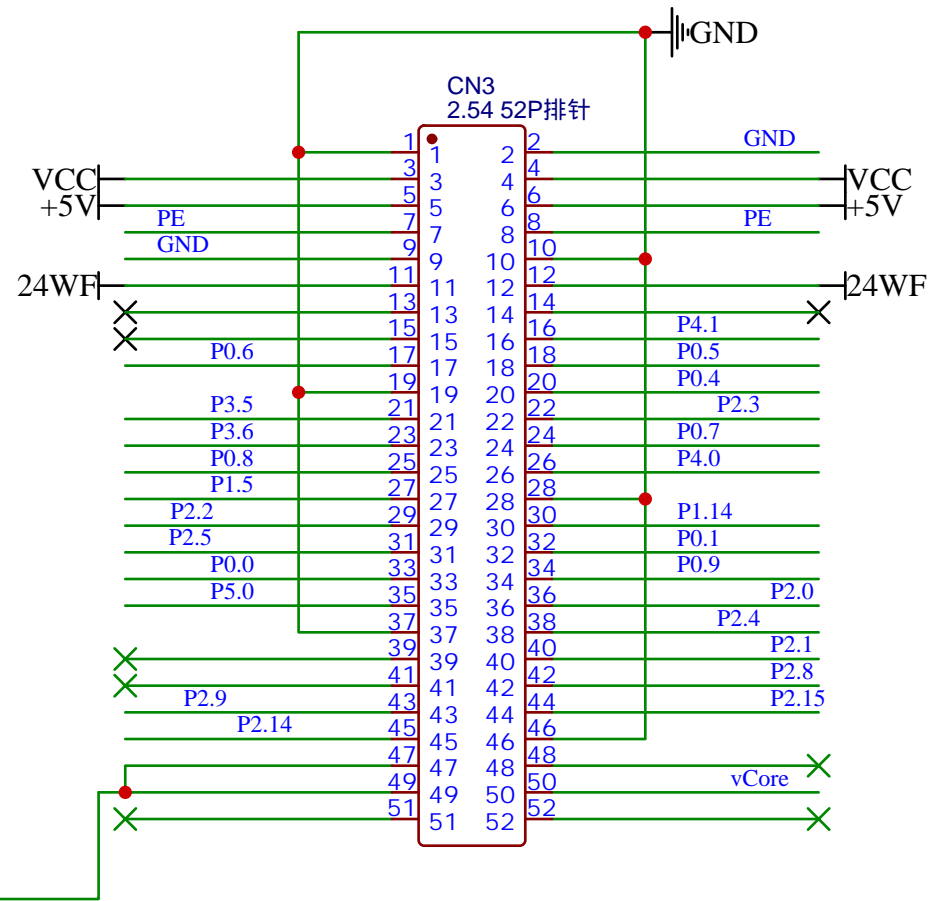 GND
CN3
2.54 52P排针
1 1 2 2 GND
VCC 3 3 4 4 VCC
+5V 5 5 6 6 +5V
PE 7 7 8 8 PE
GND 9 9 10 10
24WF 11 11 12 12 24WF
13 13 14 14
15 15 16 16 P4.1
P0.6 17 17 18 18 P0.5
19 19 20 20 P0.4
P3.5 21 21 22 22 P2.3
P3.6 23 23 24 24 P0.7
P0.8 25 25 26 26 P4.0
P1.5 27 27 28 28
P2.2 29 29 30 30 P1.14
P2.5 31 31 32 32 P0.1
P0.0 33 33 34 34 P0.9
P5.0 35 35 36 36 P2.0
37 37 38 38 P2.4
39 39 40 40 P2.1
41 41 42 42 P2.8
P2.9 43 43 44 44 P2.15
P2.14 45 45 46 46
47 47 48 48
49 49 50 50 vCore
51 51 52 52